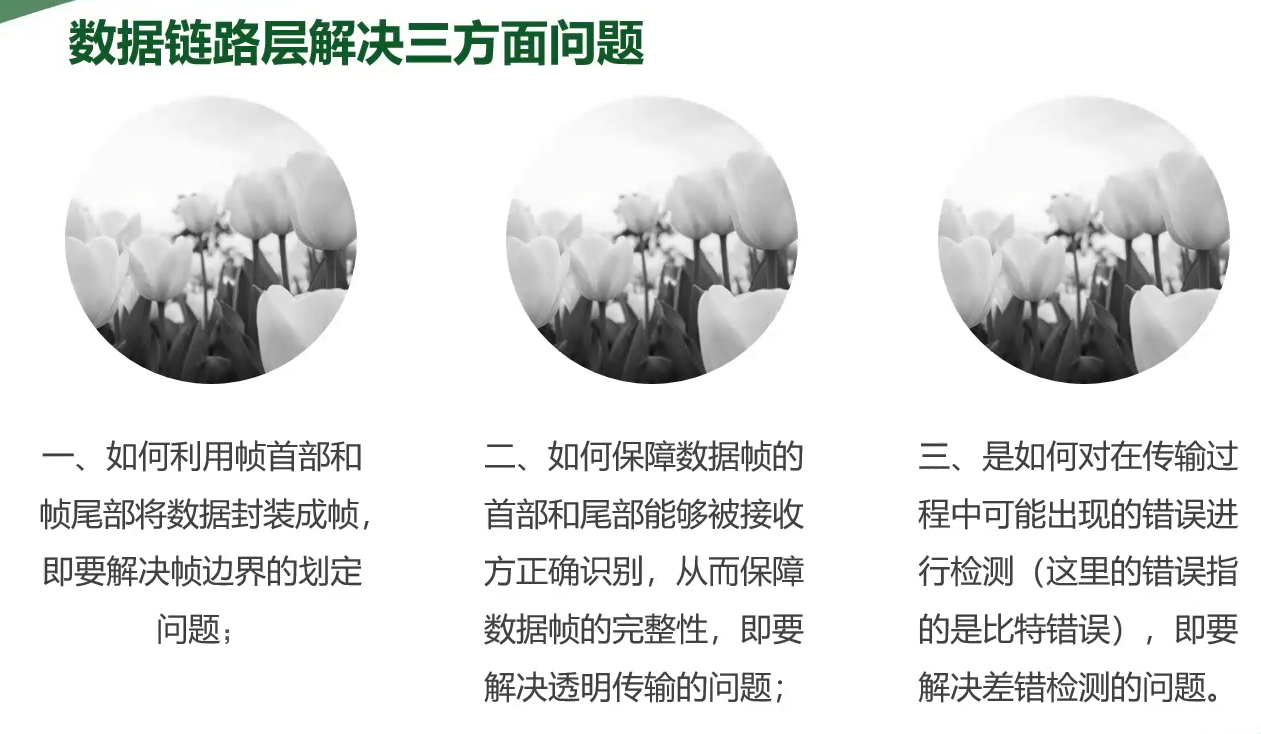 数据链路层解决三方面问题
一、如何利用帧首部和
帧尾部将数据封装成帧，
即要解决帧边界的划定
问题；
二、如何保障数据帧的
首部和尾部能够被接收
方正确识别，从而保障
数据帧的完整性，即要
解决透明传输的问题；
三、是如何对在传输过
程中可能出现的错误进
行检测（这里的错误指
的是比特错误），即要
解决差错检测的问题。